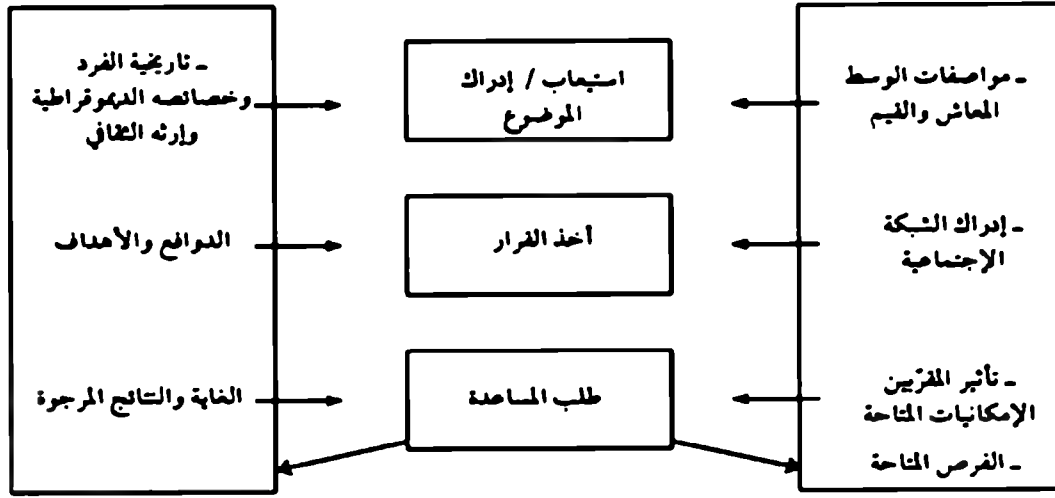 ـ مواصفات الوسط
المعاش والقيم
ـ إدراك الشبكة
الإجتماعية
ـ تأثير المقرّبين
الإمكانيات المتاحة
ـ الفرص المتاحة
استيعاب / إدراك
الموضوع
أخذ القرار
طلب المساعدة
ـ تاريخية الفرد
وخصائصه الديموقراطية
وإرثه الثقافي
الدوافع والأهداف
الغاية والنتائج المرجوة